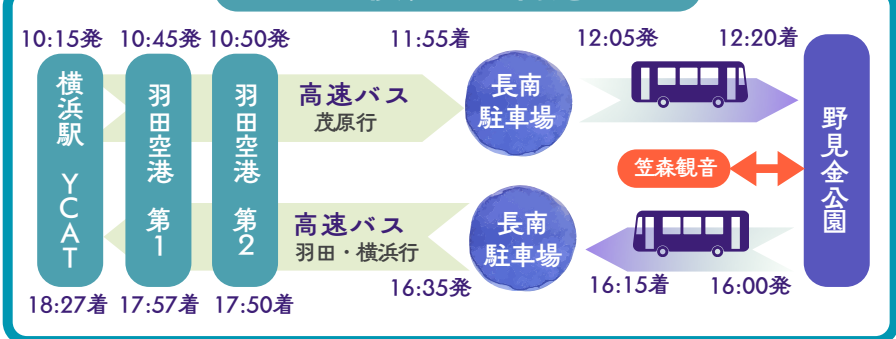 10:15発 10:45発 10:50発 11:55着 12:05発 12:20着
横浜駅 YCAT
羽田空港 第1
羽田空港 第2
高速バス
茂原行
長南
駐車場
野見金公園
笠森観音
高速バス
羽田・横浜行
長南
駐車場
16:35発 16:15着 16:00発
18:27着 17:57着 17:50着